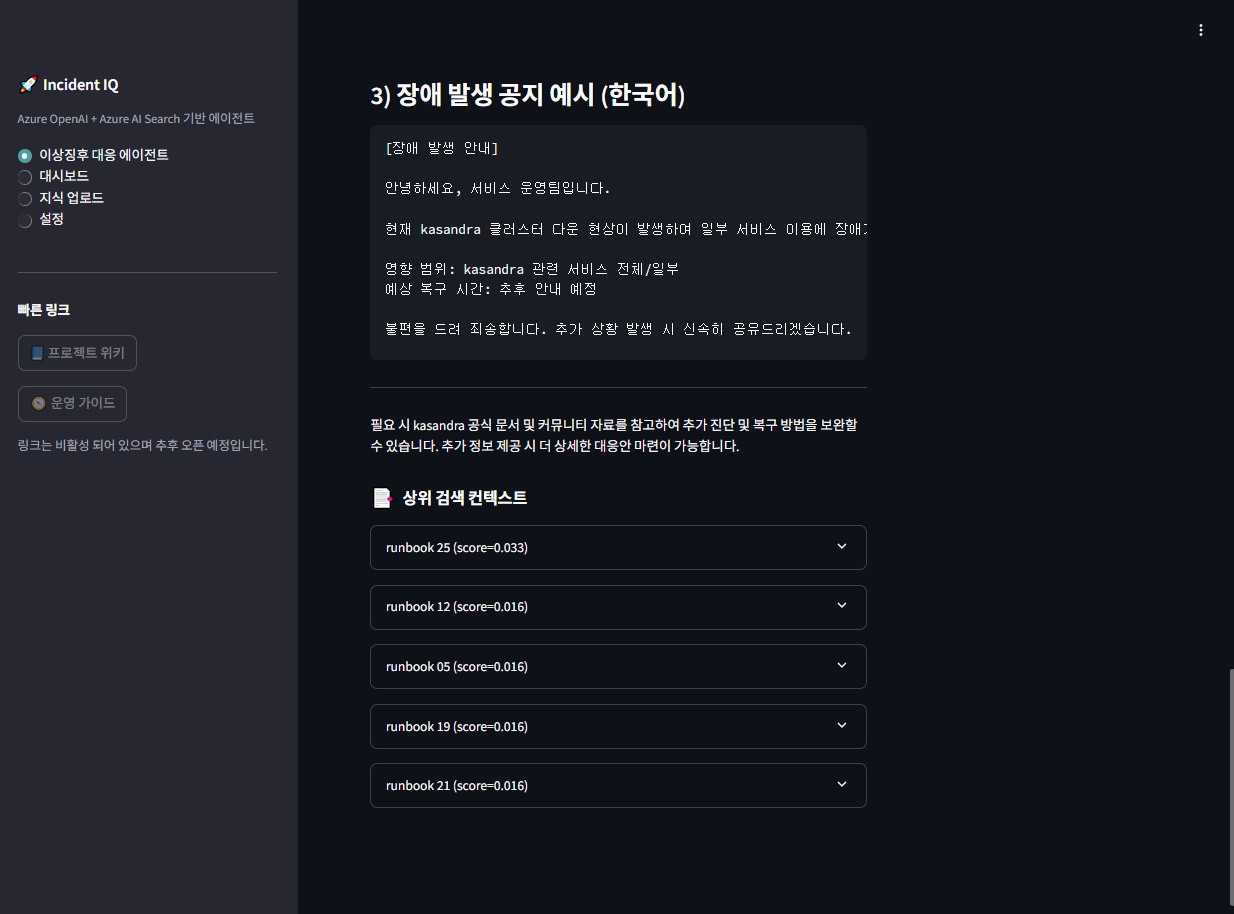 Incident IQ
Azure OpenAI + Azure AI Search 기반 에이전트
이상징후 대응 에이전트
대시보드
지식 업로드
설정
빠른 링크
프로젝트 위키
운영 가이드
링크는 비활성 되어 있으며 추후 오픈 예정입니다.
3) 장애 발생 공지 예시 (한국어)
[장애 발생 안내]
안녕하세요, 서비스 운영팀입니다.
현재 kasandra 클러스터 다운 현상이 발생하여 일부 서비스 이용에
영향 범위: kasandra 관련 서비스 전체/일부
예상 복구 시간: 추후 안내 예정
불편을 드려 죄송합니다. 추가 상황 발생 시 신속히 공유드리겠습니다.
필요 시 kasandra 공식 문서 및 커뮤니티 자료를 참고하여 추가 진단 및 복구 방법을 보완할
수 있습니다. 추가 정보 제공 시 더 상세한 대응안 마련이 가능합니다.
상위 검색 컨텍스트
runbook 25 (score=0.033)
runbook 12 (score=0.016)
runbook 05 (score=0.016)
runbook 19 (score=0.016)
runbook 21 (score=0.016)